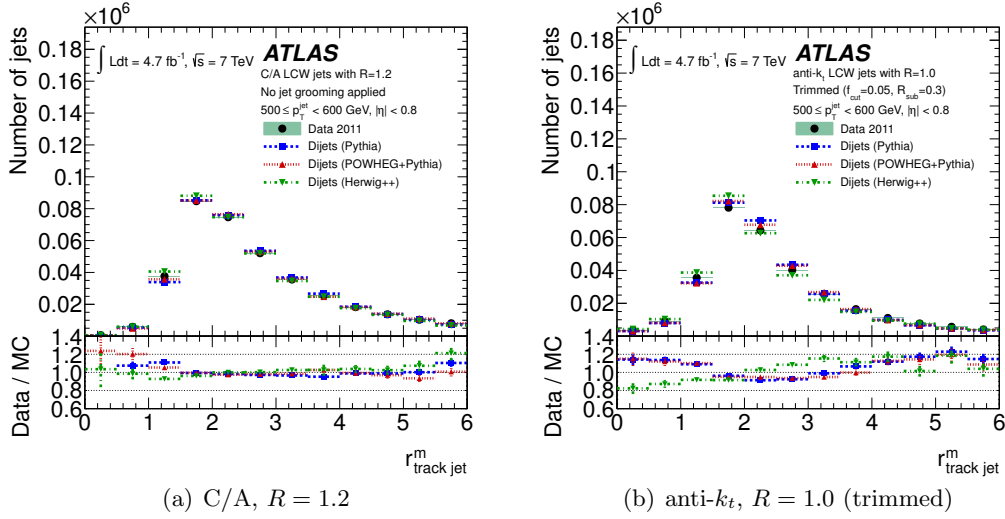 ×10⁶
Number of jets
0.18
0.16
0.14
0.12
0.1
0.08
0.06
0.04
0.02
∫ Ldt = 4.7 fb⁻¹, √s = 7 TeV
ATLAS
C/A LCW jets with R=1.2
No jet grooming applied
500 ≤ p_T^jet < 600 GeV, |η| < 0.8
Data 2011
Dijets (Pythia)
Dijets (POWHEG+Pythia)
Dijets (Herwig++)
Data / MC
1.4
1.2
1.0
0.8
0.6
0 1 2 3 4 5 6
r^m_track jet
(a) C/A, R = 1.2
×10⁶
Number of jets
0.18
0.16
0.14
0.12
0.1
0.08
0.06
0.04
0.02
∫ Ldt = 4.7 fb⁻¹, √s = 7 TeV
ATLAS
anti-k_t LCW jets with R=1.0
Trimmed (f_cut=0.05, R_sub=0.3)
500 ≤ p_T^jet < 600 GeV, |η| < 0.8
Data 2011
Dijets (Pythia)
Dijets (POWHEG+Pythia)
Dijets (Herwig++)
Data / MC
1.4
1.2
1.0
0.8
0.6
0 1 2 3 4 5 6
r^m_track jet
(b) anti-k_t, R = 1.0 (trimmed)